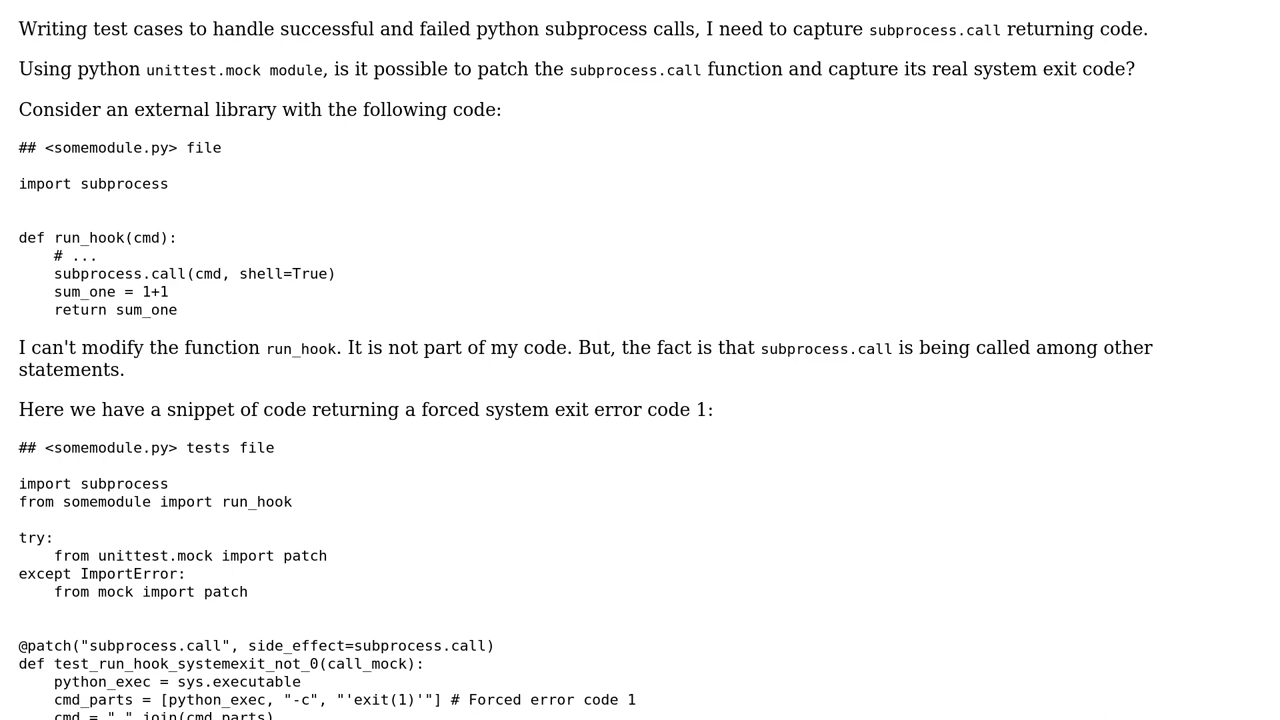 Writing test cases to handle successful and failed python subprocess calls, I need to capture subprocess.call returning code.
Using python unittest.mock module, is it possible to patch the subprocess.call function and capture its real system exit code?
Consider an external library with the following code:
## <somemodule.py> file
import subprocess
def run_hook(cmd):
    # ...
    subprocess.call(cmd, shell=True)
    sum_one = 1+1
    return sum_one
I can't modify the function run_hook. It is not part of my code. But, the fact is that subprocess.call is being called among other
statements.
Here we have a snippet of code returning a forced system exit error code 1:
## <somemodule.py> tests file
import subprocess
from somemodule import run_hook
try:
    from unittest.mock import patch
except ImportError:
    from mock import patch
@patch("subprocess.call", side_effect=subprocess.call)
def test_run_hook_systemexit_not_0(call_mock):
    python_exec = sys.executable
    cmd_parts = [python_exec, "-c", "'exit(1)'"] # Forced error code 1
    cmd = " ".join(cmd_parts)